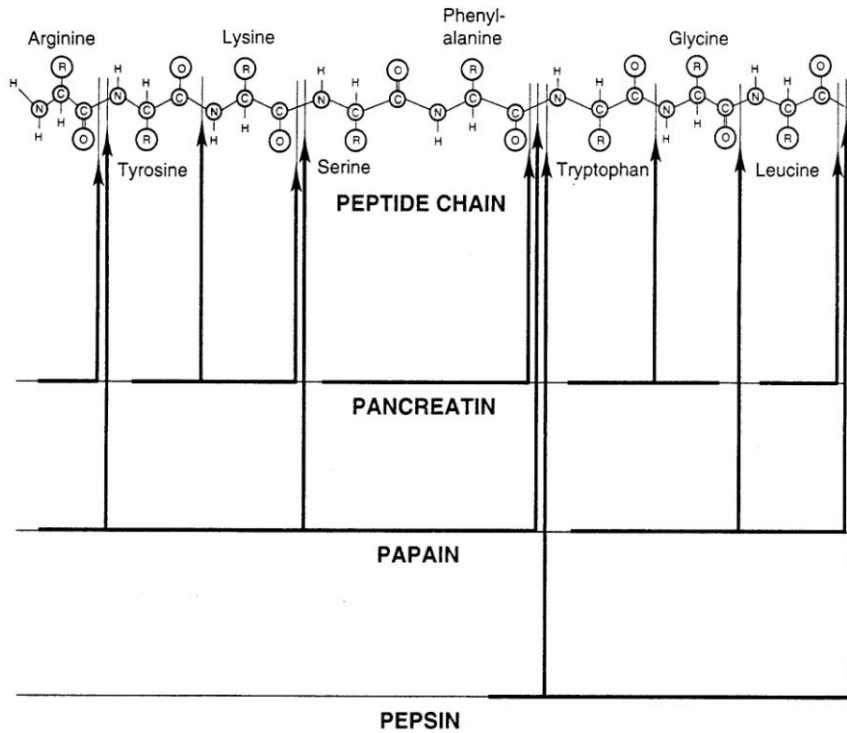 Phenyl-
Arginine Lysine alanine Glycine
H R H H O R H H O H R H R H H O H R H H
N C C N C C N C C N C C N C C N C C N C C N C C
H H O H R H H O R H H O R H H O R
Tyrosine Serine Tryptophan Leucine
PEPTIDE CHAIN
PANCREATIN
PAPAIN
PEPSIN